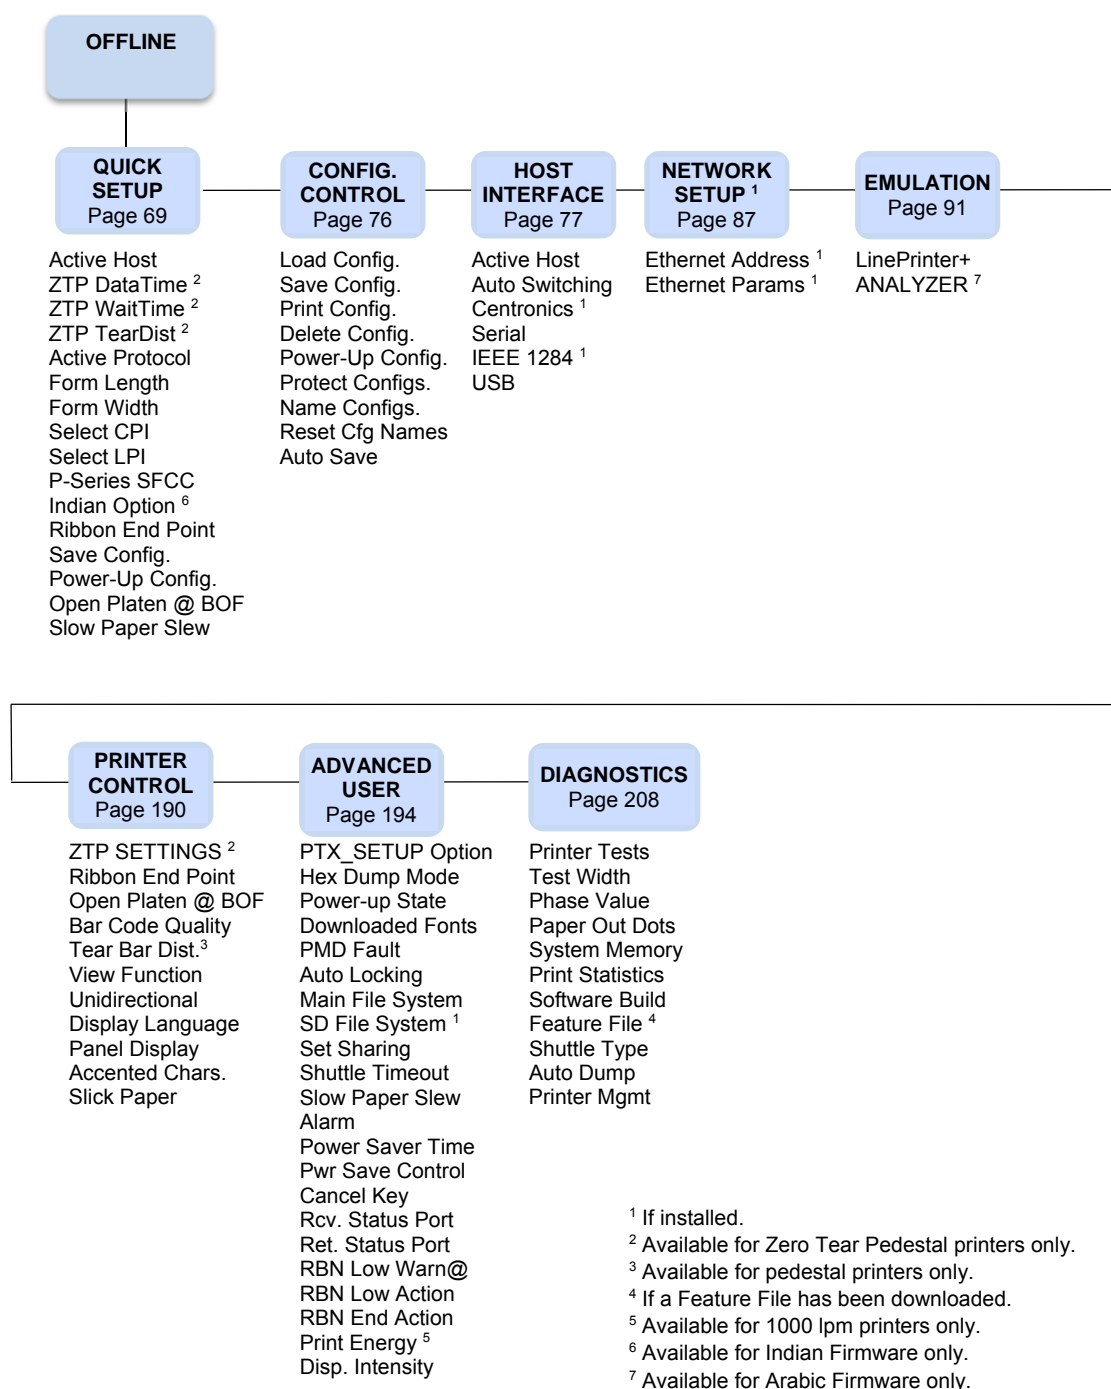 OFFLINE
QUICK
SETUP
Page 69
Active Host
ZTP DataTime ²
ZTP WaitTime ²
ZTP TearDist ²
Active Protocol
Form Length
Form Width
Select CPI
Select LPI
P-Series SFCC
Indian Option ⁶
Ribbon End Point
Save Config.
Power-Up Config.
Open Platen @ BOF
Slow Paper Slew
CONFIG.
CONTROL
Page 76
Load Config.
Save Config.
Print Config.
Delete Config.
Power-Up Config.
Protect Configs.
Name Configs.
Reset Cfg Names
Auto Save
HOST
INTERFACE
Page 77
Active Host
Auto Switching
Centronics ¹
Serial
IEEE 1284 ¹
USB
NETWORK
SETUP ¹
Page 87
Ethernet Address ¹
Ethernet Params ¹
EMULATION
Page 91
LinePrinter+
ANALYZER ⁷
PRINTER
CONTROL
Page 190
ZTP SETTINGS ²
Ribbon End Point
Open Platen @ BOF
Bar Code Quality
Tear Bar Dist.³
View Function
Unidirectional
Display Language
Panel Display
Accented Chars.
Slick Paper
ADVANCED
USER
Page 194
PTX_SETUP Option
Hex Dump Mode
Power-up State
Downloaded Fonts
PMD Fault
Auto Locking
Main File System
SD File System ¹
Set Sharing
Shuttle Timeout
Slow Paper Slew
Alarm
Power Saver Time
Pwr Save Control
Cancel Key
Rcv. Status Port
Ret. Status Port
RBN Low Warn@
RBN Low Action
RBN End Action
Print Energy ⁵
Disp. Intensity
DIAGNOSTICS
Page 208
Printer Tests
Test Width
Phase Value
Paper Out Dots
System Memory
Print Statistics
Software Build
Feature File ⁴
Shuttle Type
Auto Dump
Printer Mgmt
¹ If installed.
² Available for Zero Tear Pedestal printers only.
³ Available for pedestal printers only.
⁴ If a Feature File has been downloaded.
⁵ Available for 1000 lpm printers only.
⁶ Available for Indian Firmware only.
⁷ Available for Arabic Firmware only.